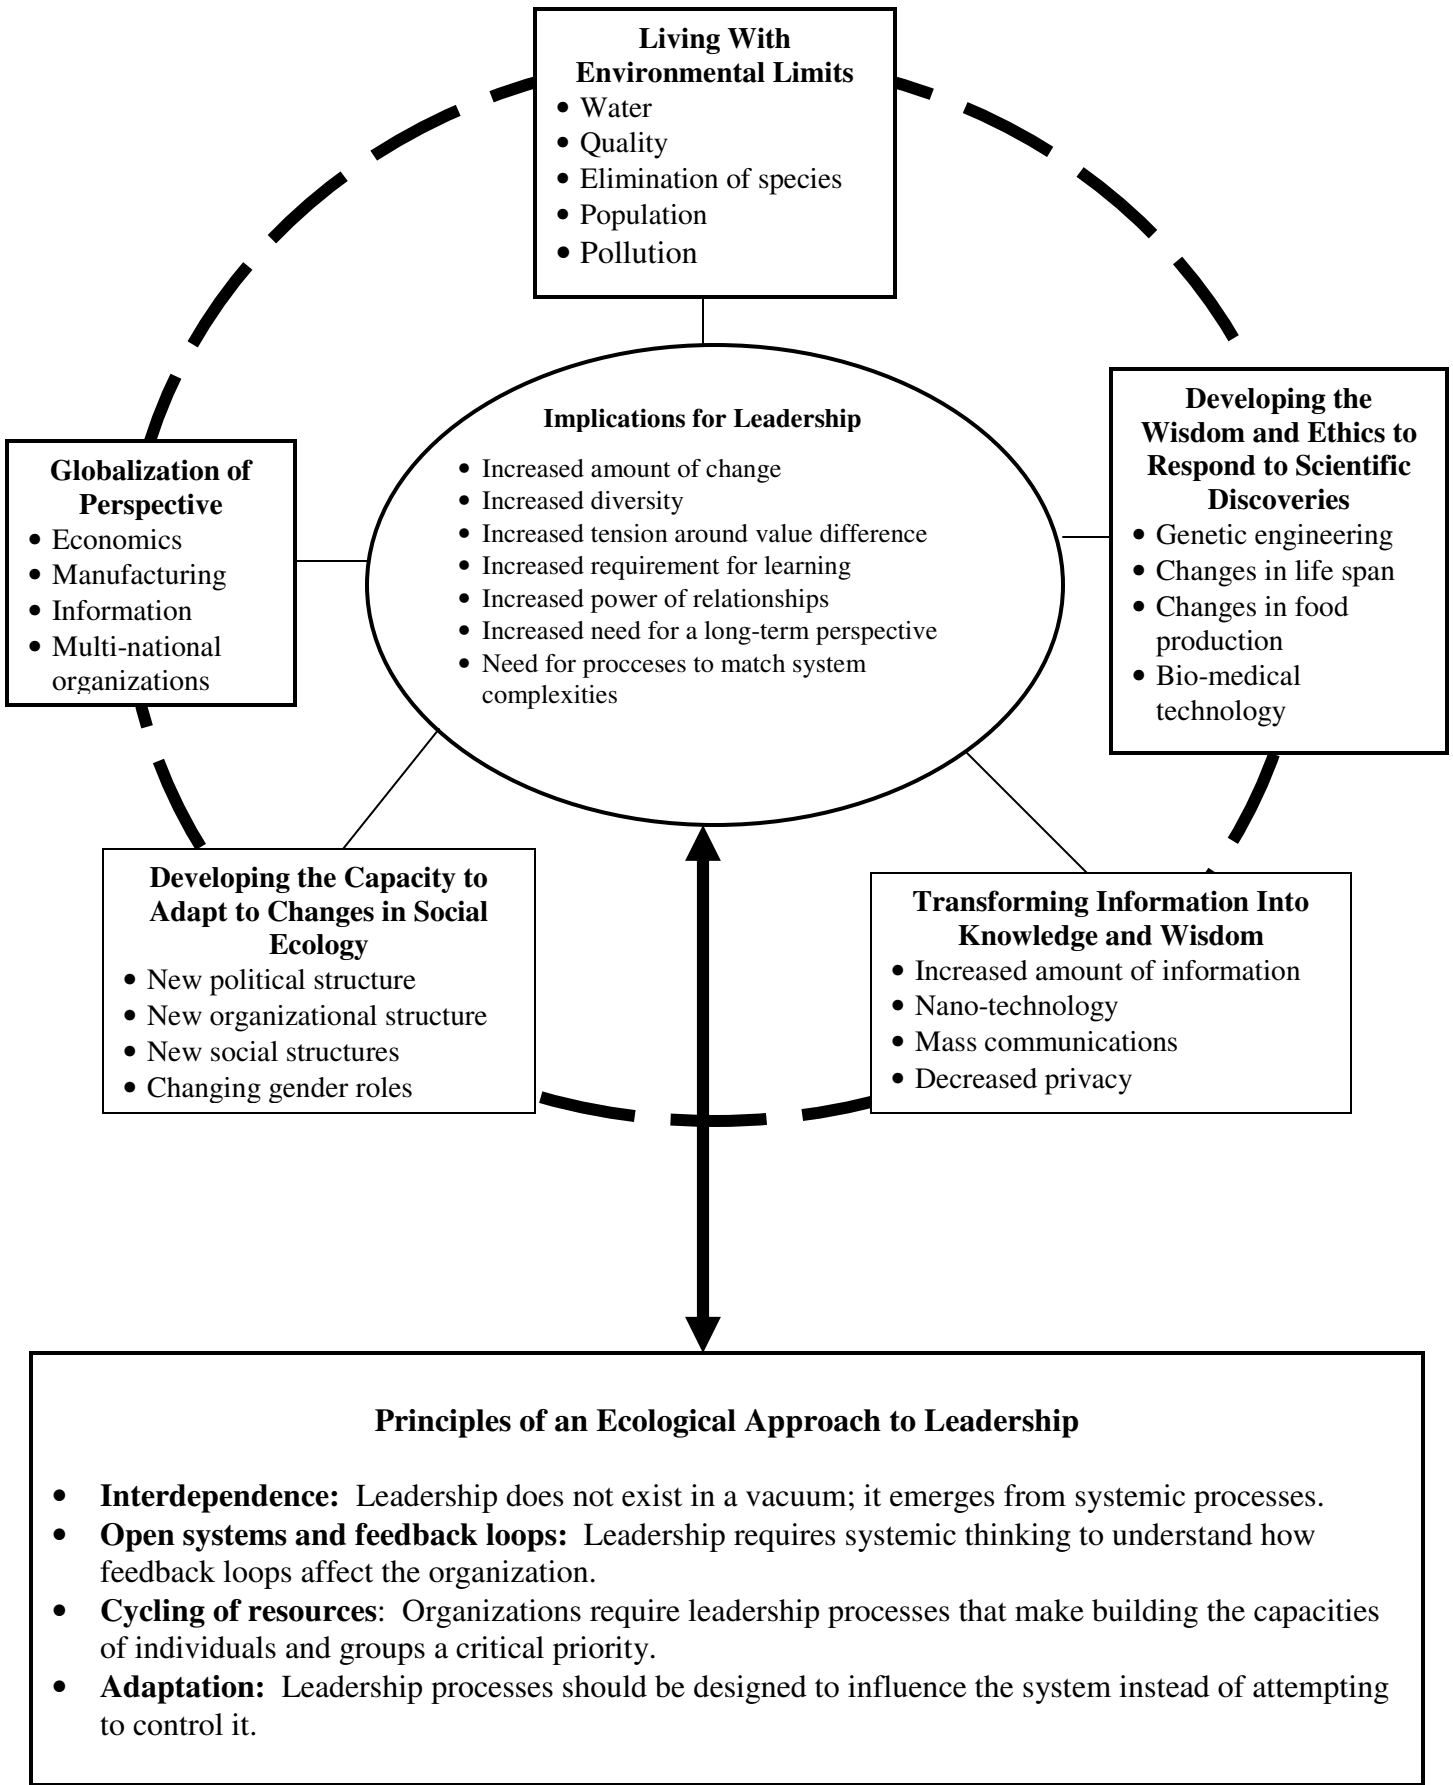 Living With
Environmental Limits
• Water
• Quality
• Elimination of species
• Population
• Pollution
Implications for Leadership
• Increased amount of change
• Increased diversity
• Increased tension around value difference
• Increased requirement for learning
• Increased power of relationships
• Increased need for a long-term perspective
• Need for procceses to match system
complexities
Developing the
Wisdom and Ethics to
Respond to Scientific
Discoveries
• Genetic engineering
• Changes in life span
• Changes in food
production
• Bio-medical
technology
Globalization of
Perspective
• Economics
• Manufacturing
• Information
• Multi-national
organizations
Developing the Capacity to
Adapt to Changes in Social
Ecology
• New political structure
• New organizational structure
• New social structures
• Changing gender roles
Transforming Information Into
Knowledge and Wisdom
• Increased amount of information
• Nano-technology
• Mass communications
• Decreased privacy
Principles of an Ecological Approach to Leadership
• Interdependence: Leadership does not exist in a vacuum; it emerges from systemic processes.
• Open systems and feedback loops: Leadership requires systemic thinking to understand how
feedback loops affect the organization.
• Cycling of resources: Organizations require leadership processes that make building the capacities
of individuals and groups a critical priority.
• Adaptation: Leadership processes should be designed to influence the system instead of attempting
to control it.